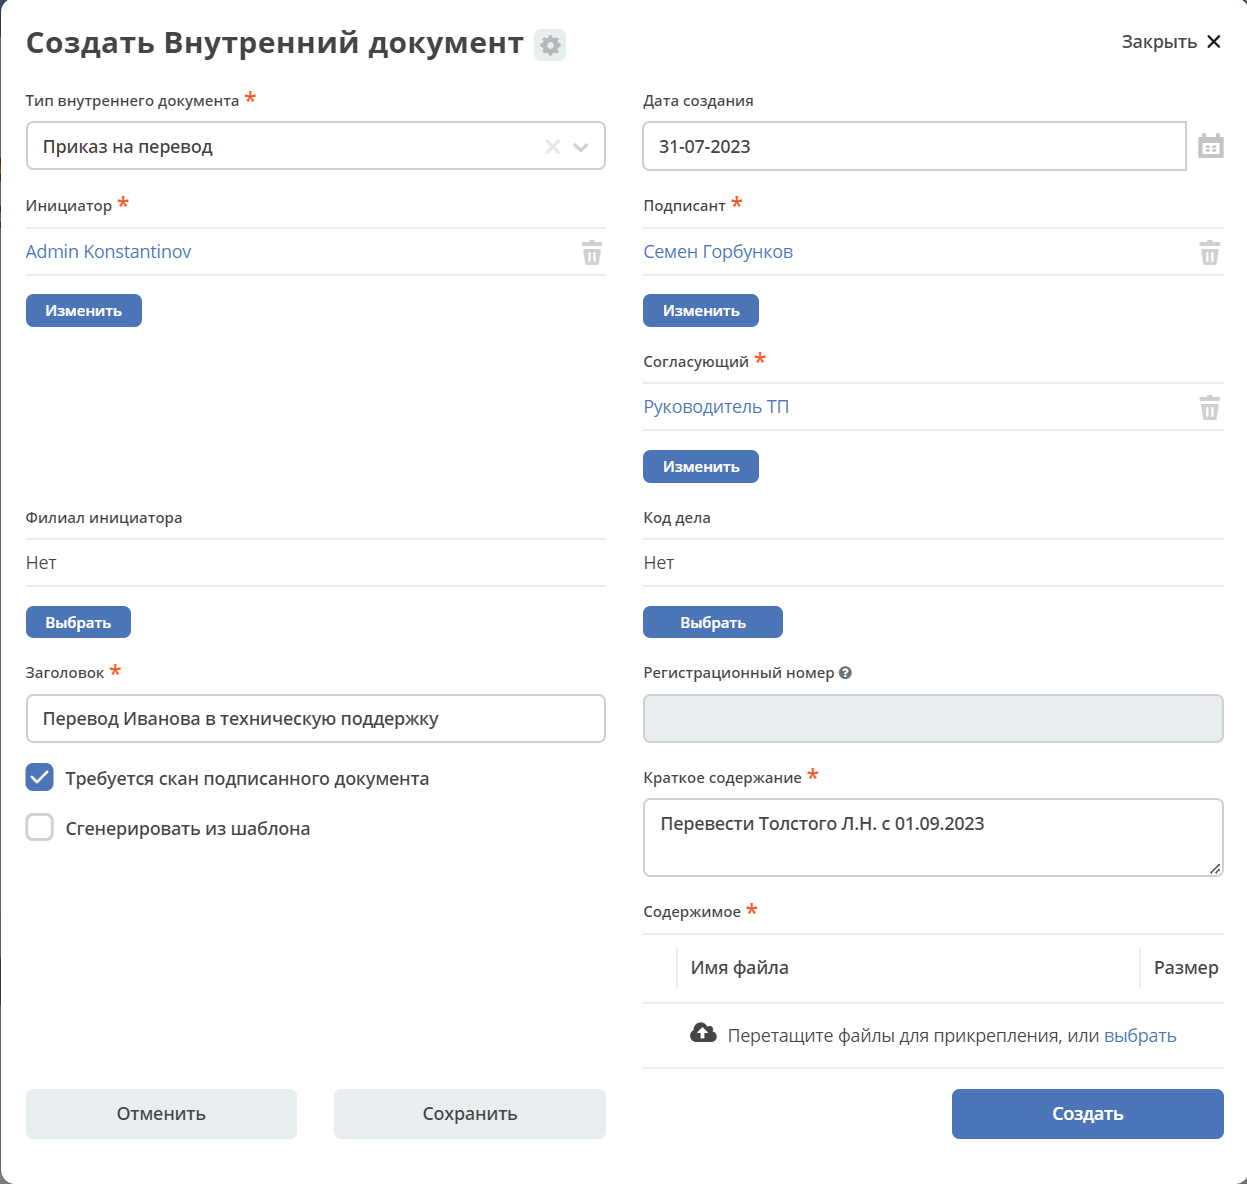 Создать Внутренний документ
Закрыть
Тип внутреннего документа *
Дата создания
Приказ на перевод
31-07-2023
Инициатор *
Подписант *
Admin Konstantinov
Семен Горбунков
Изменить
Изменить
Согласующий *
Руководитель ТП
Изменить
Филиал инициатора
Код дела
Нет
Нет
Выбрать
Выбрать
Заголовок *
Регистрационный номер ?
Перевод Иванова в техническую поддержку
Требуется скан подписанного документа
Краткое содержание *
Сгенерировать из шаблона
Перевести Толстого Л.Н. с 01.09.2023
Содержимое *
Имя файла
Размер
Перетащите файлы для прикрепления, или выбрать
Отменить
Сохранить
Создать